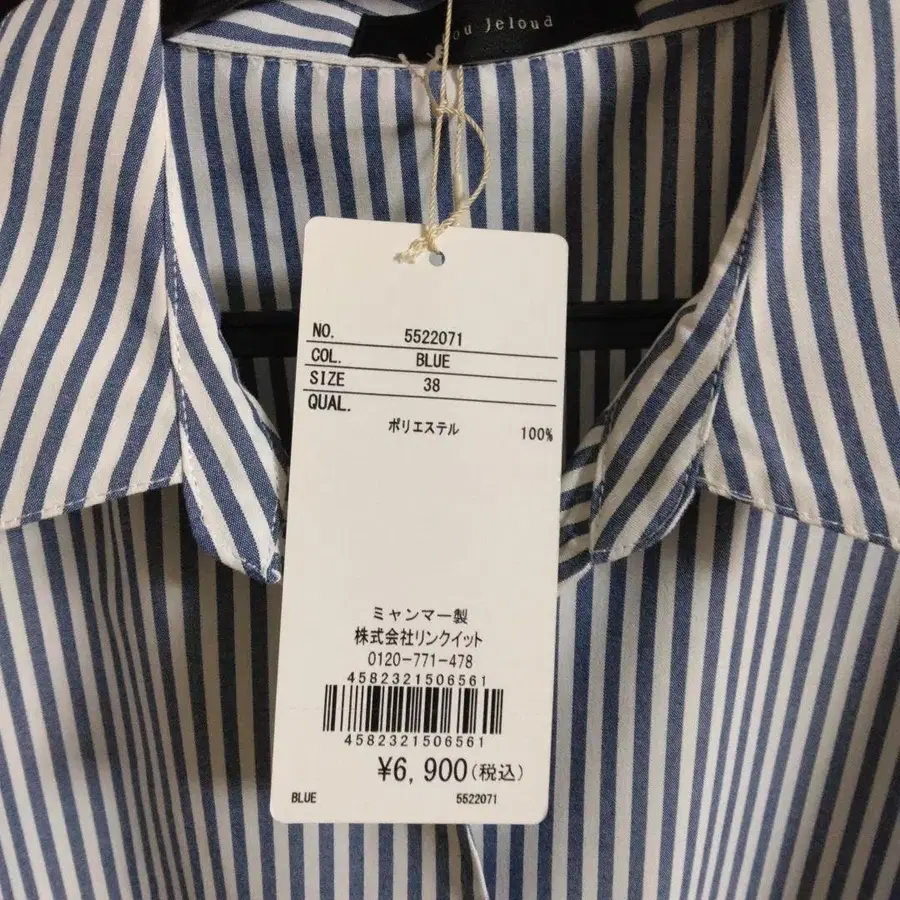 Jeloud
NO. 5522071
COL. BLUE
SIZE 38
QUAL.
ポリエステル 100%
ミャンマー製
株式会社リンクイット
0120-771-478
4582321506561
4582321506561
¥6,900(税込)
BLUE 5522071